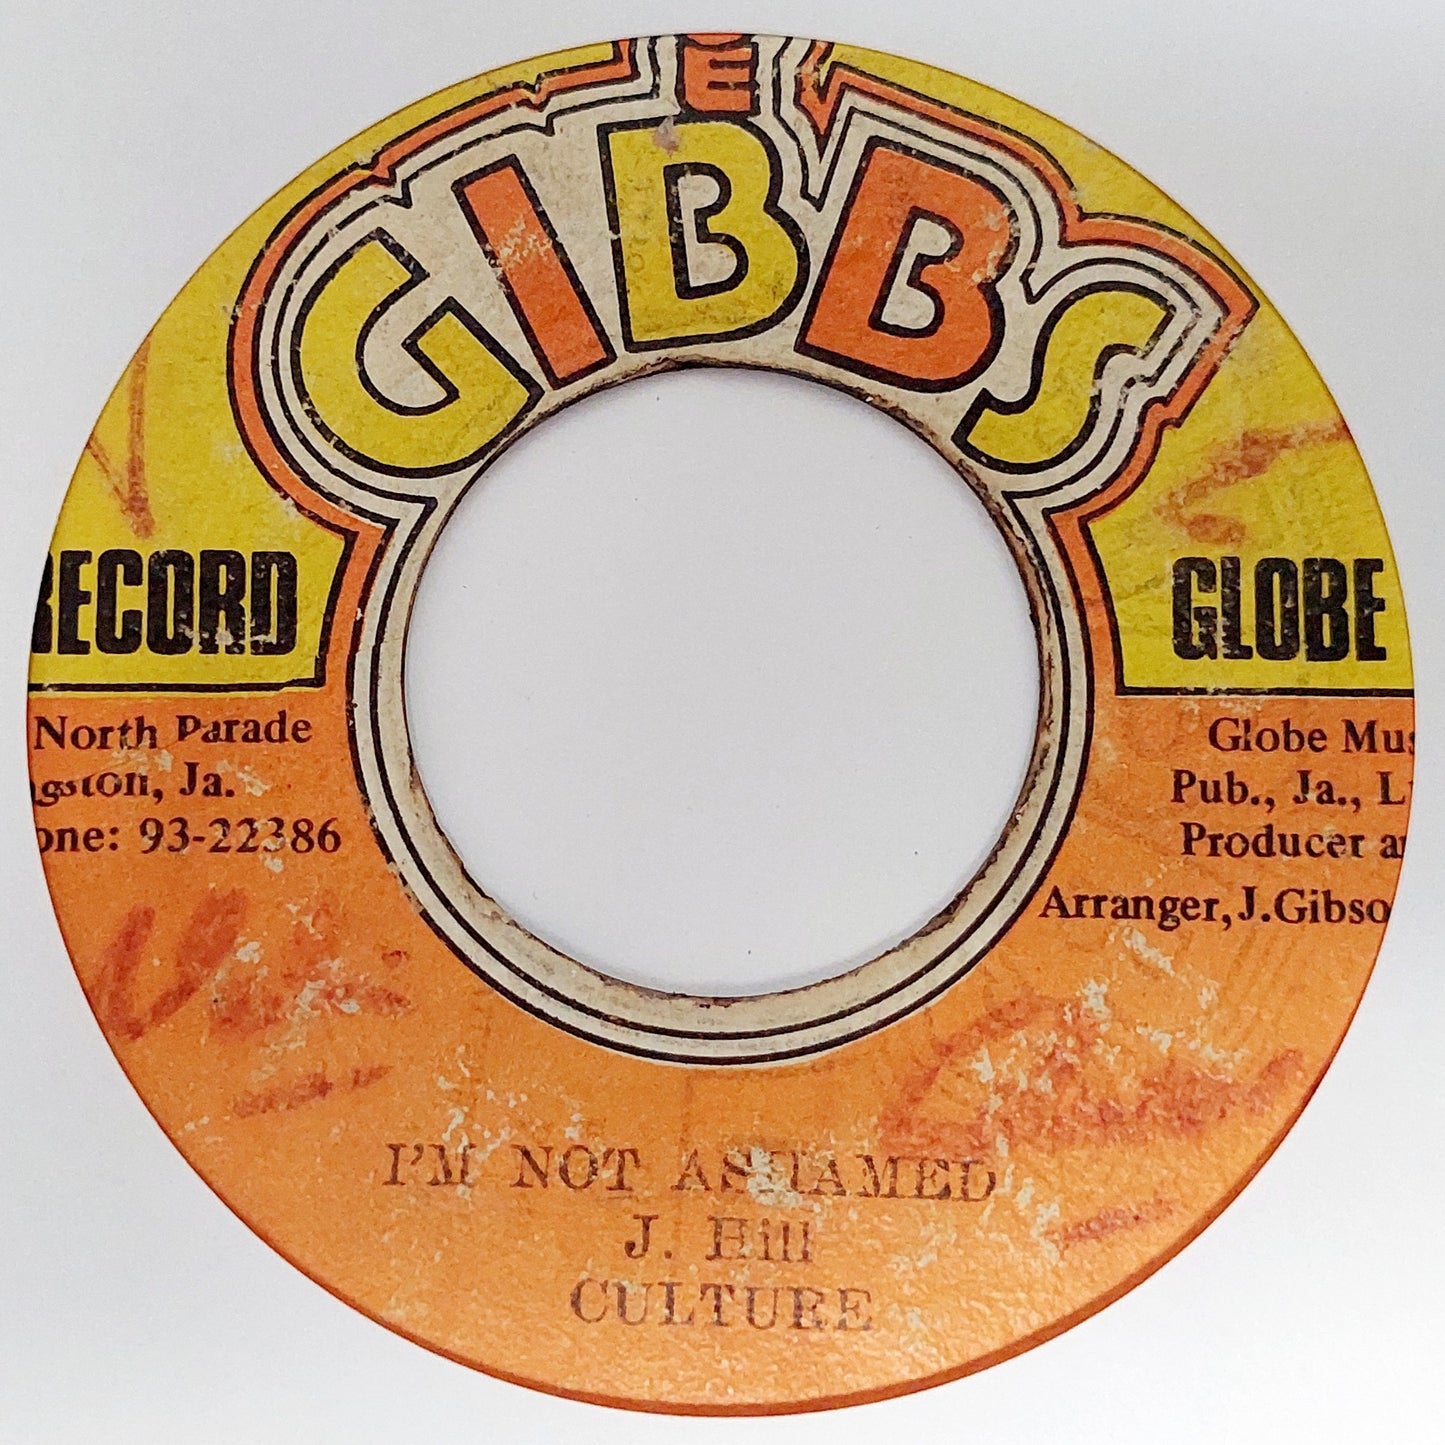 GIBBS
RECORD
GLOBE
North Parade
Globe Mus
gston, Ja.
Pub., Ja., L
one: 93-22386
Producer a
Arranger, J.Gibso
I'M NOT ASHAMED
J. Hill
CULTURE